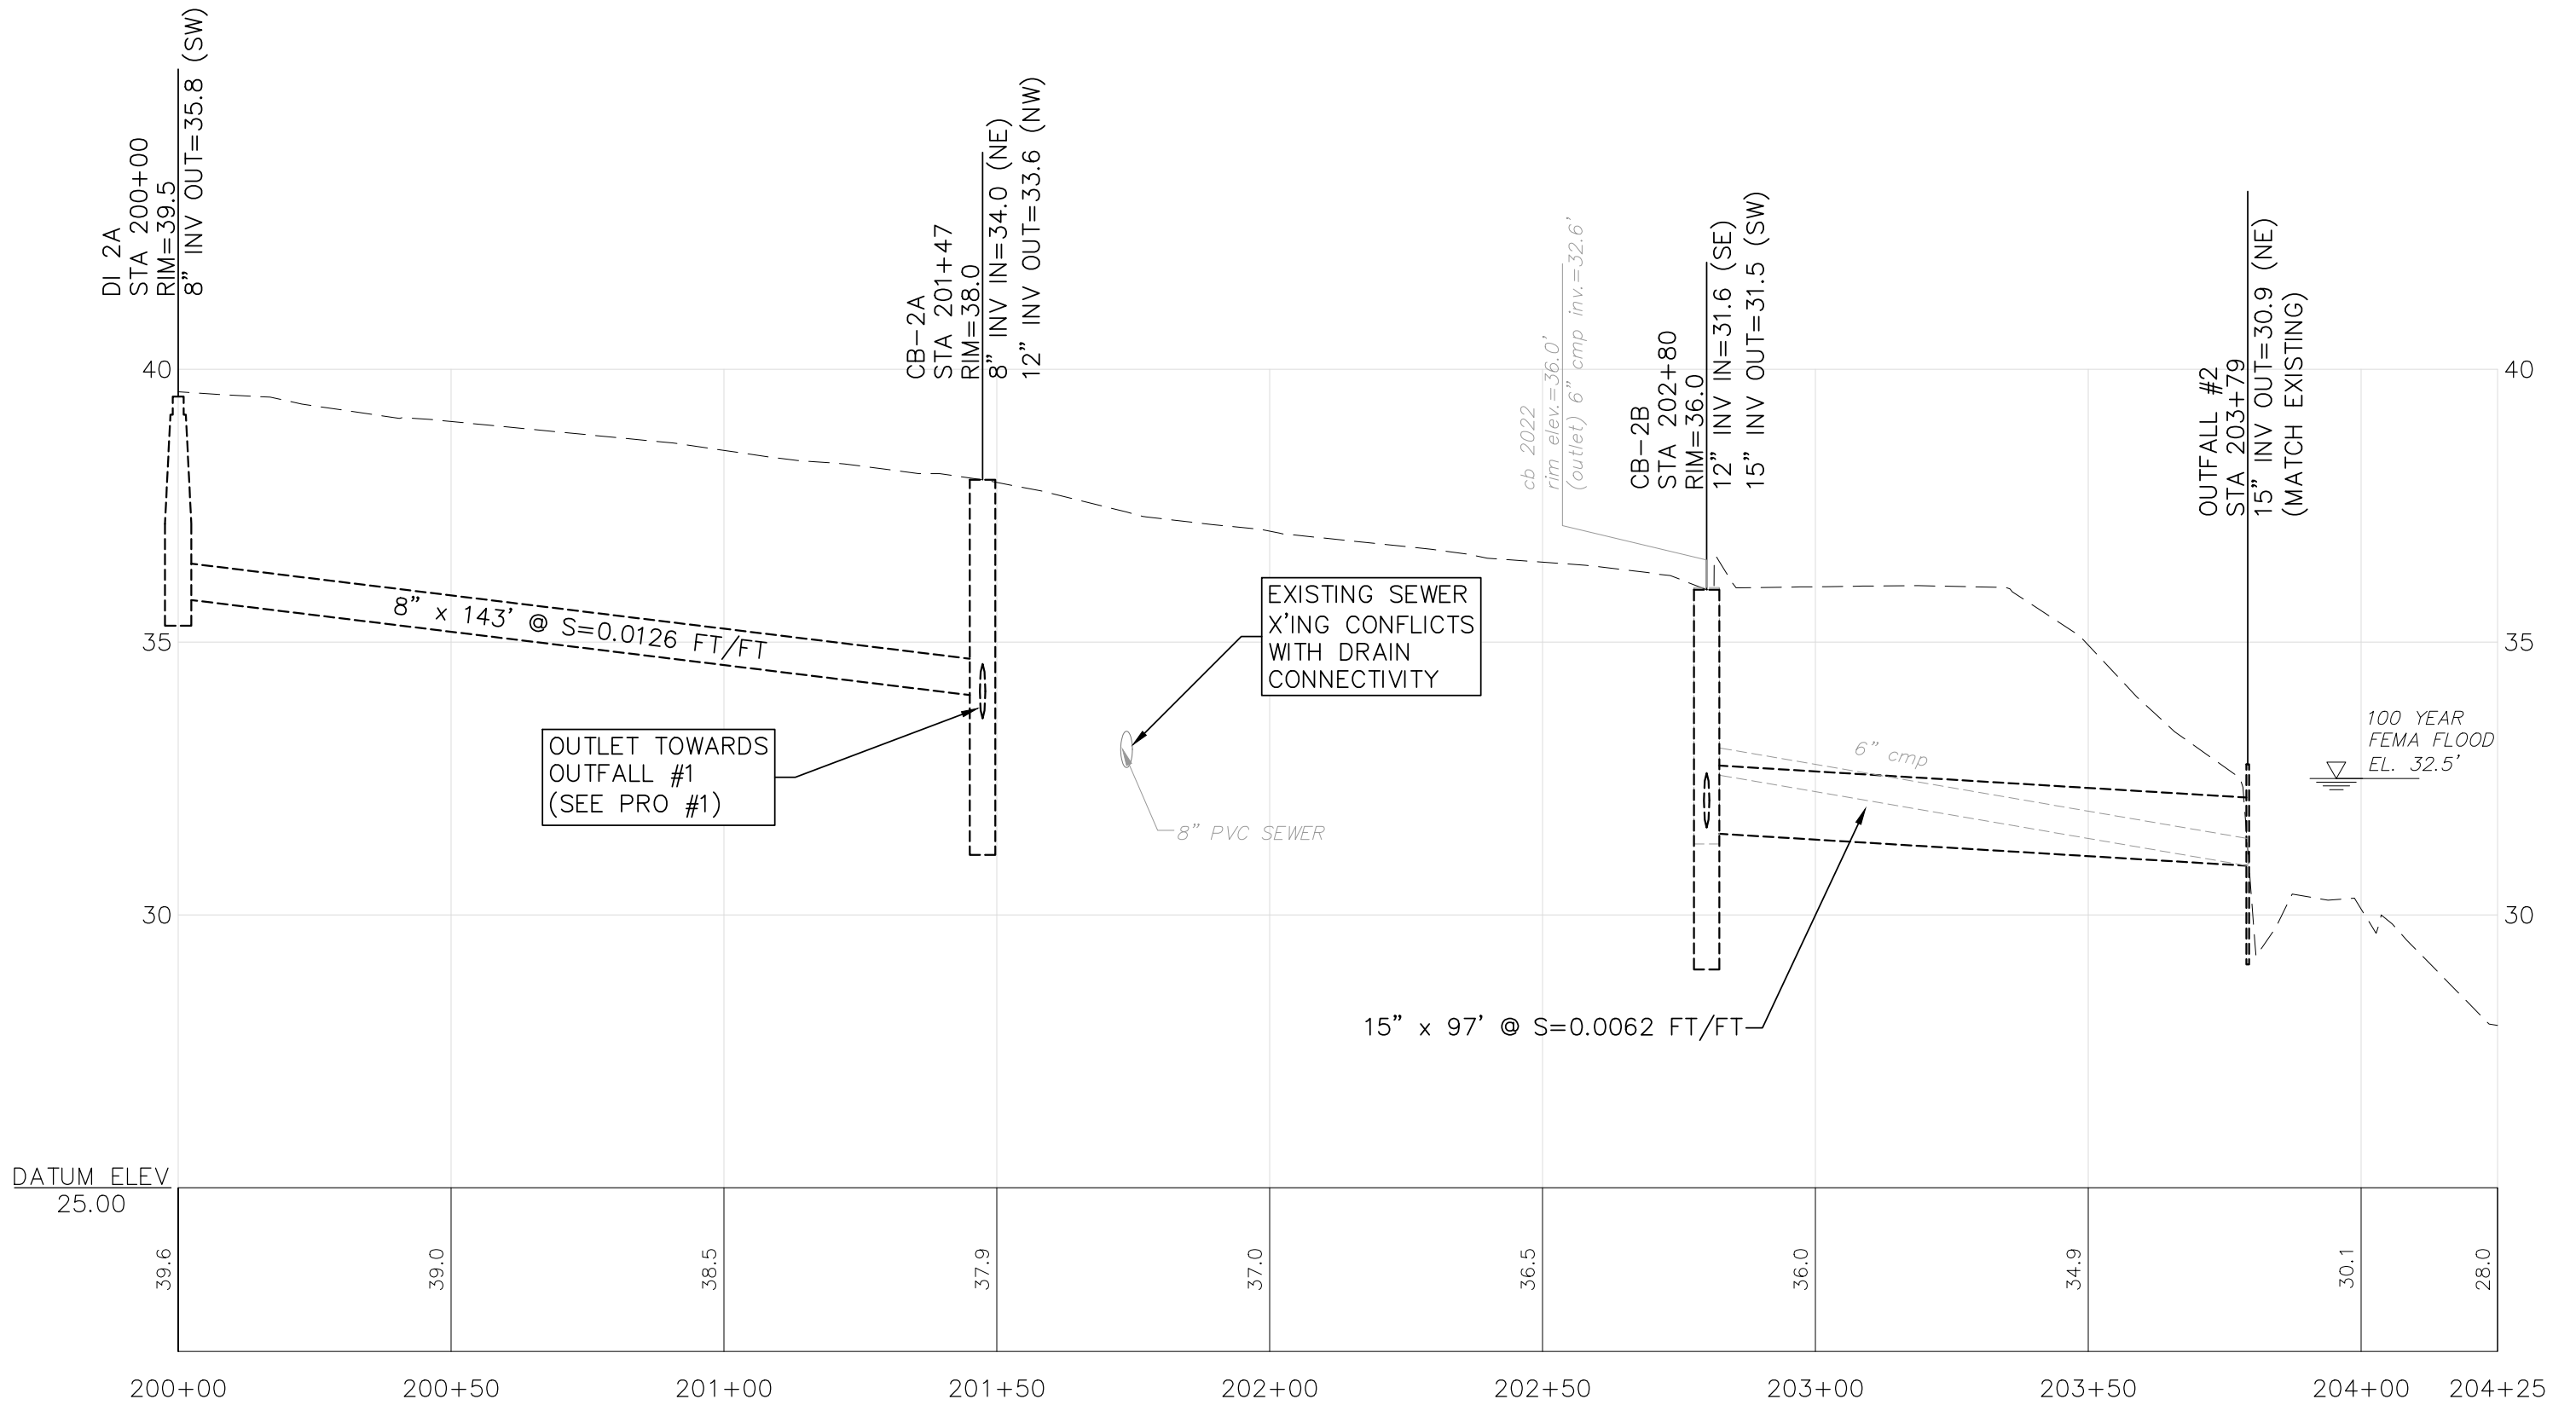 DI 2A
STA 200+00
RIM=39.5
8" INV OUT=35.8 (SW)
CB-2A
STA 201+47
RIM=38.0
8" INV IN=34.0 (NE)
12" INV OUT=33.6 (NW)
cb 2022
rim elev.=36.0'
(outlet) 6" cmp inv.=32.6'
CB-2B
STA 202+80
RIM=36.0
12" INV IN=31.6 (SE)
15" INV OUT=31.5 (SW)
OUTFALL #2
STA 203+79
15" INV OUT=30.9 (NE)
(MATCH EXISTING)
40
40
35
35
30
30
8" x 143' @ S=0.0126 FT/FT
EXISTING SEWER
X'ING CONFLICTS
WITH DRAIN
CONNECTIVITY
OUTLET TOWARDS
OUTFALL #1
(SEE PRO #1)
8" PVC SEWER
6" cmp
100 YEAR
FEMA FLOOD
EL. 32.5'
15" x 97' @ S=0.0062 FT/FT
DATUM ELEV
25.00
39.6
39.0
38.5
37.9
37.0
36.5
36.0
34.9
30.1
28.0
200+00
200+50
201+00
201+50
202+00
202+50
203+00
203+50
204+00
204+25